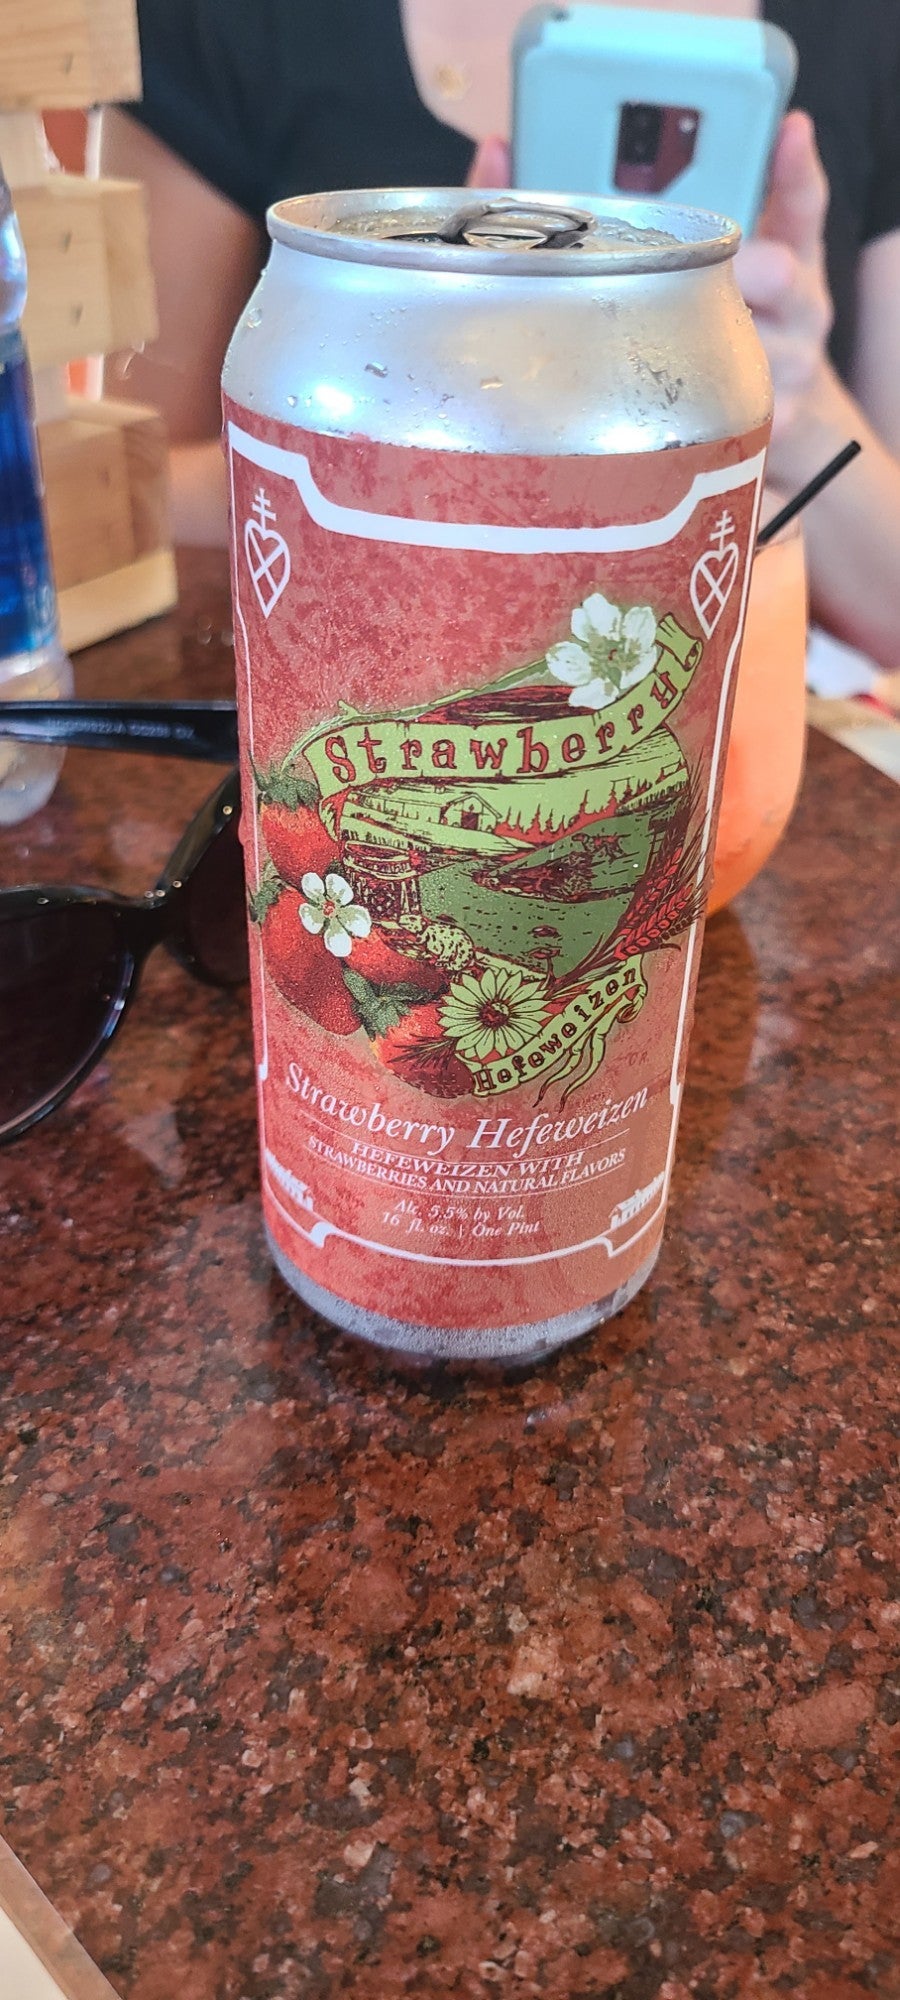 Strawberry
Hefeweizen
Strawberry Hefeweizen
HEFEWEIZEN WITH
STRAWBERRIES AND NATURAL FLAVORS
Alc. 5.5% by Vol.
16 fl. oz. | One Pint